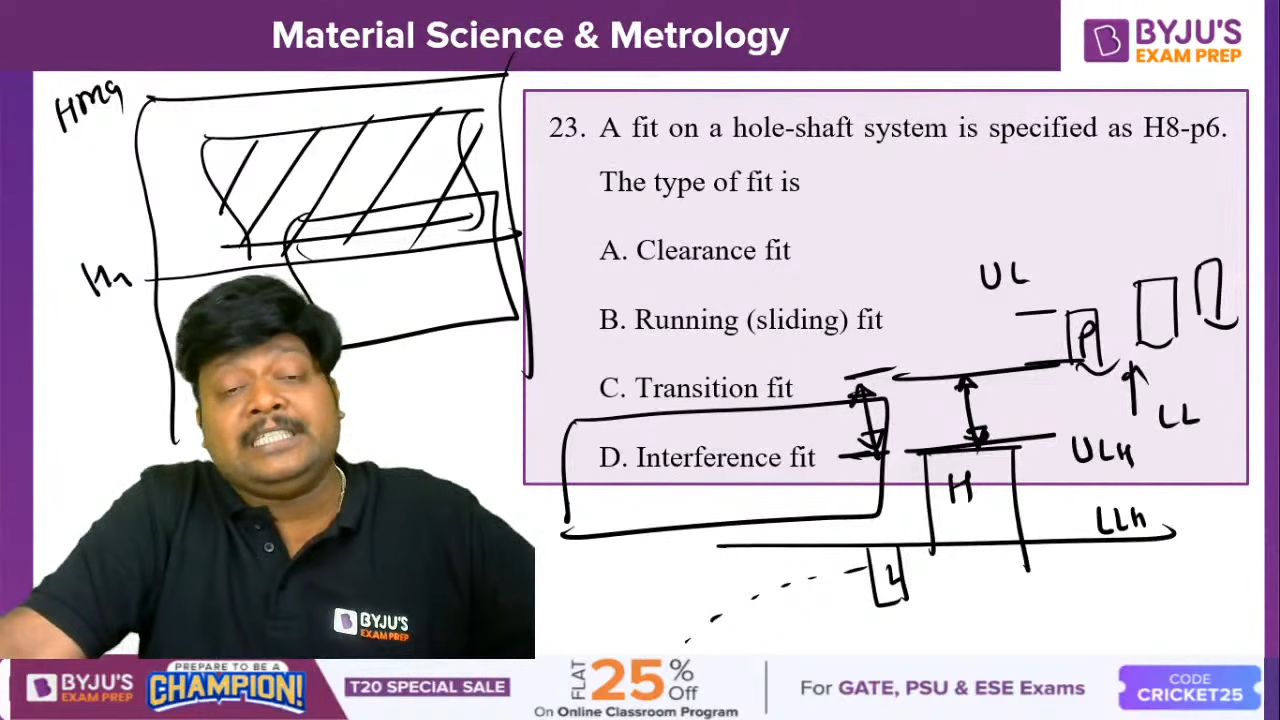 Material Science & Metrology
BYJU'S
EXAM PREP
23. A fit on a hole-shaft system is specified as H8-p6.
The type of fit is
A. Clearance fit
B. Running (sliding) fit
C. Transition fit
D. Interference fit
UL
P
LL
ULH
H
LLH
BYJU'S
EXAM PREP
BYJU'S
EXAM PREP
PREPARE TO BE A
CHAMPION!
T20 SPECIAL SALE
FLAT 25% Off
On Online Classroom Program
For GATE, PSU & ESE Exams
CODE
CRICKET25